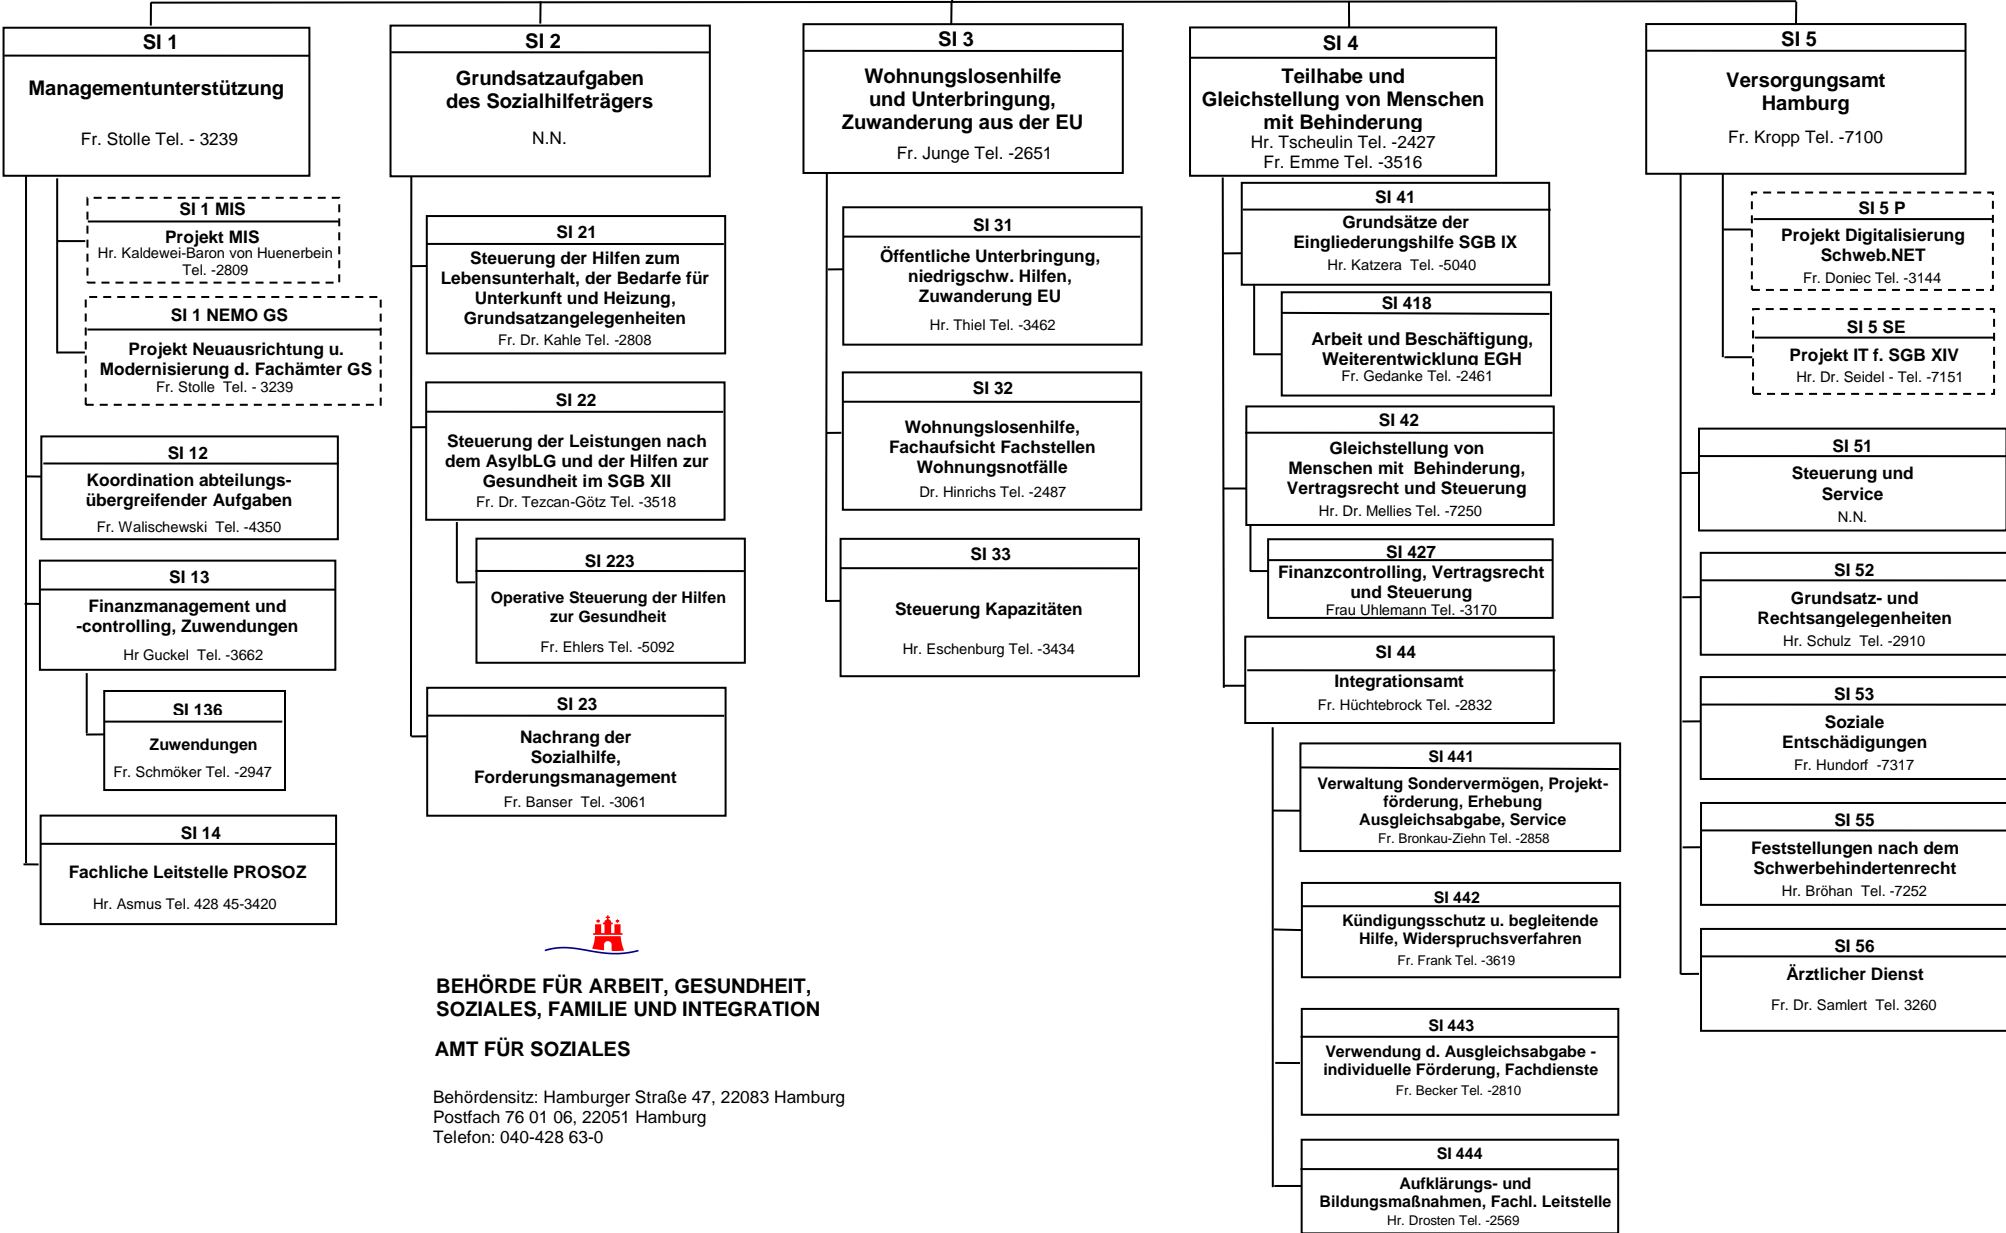 SI 1
Managementunterstützung
Fr. Stolle Tel. - 3239
SI 1 MIS
Projekt MIS
Hr. Kaldewei-Baron von Huenerbein
Tel. -2809
SI 1 NEMO GS
Projekt Neuausrichtung u.
Modernisierung d. Fachämter GS
Fr. Stolle Tel. - 3239
SI 12
Koordination abteilungs-
übergreifender Aufgaben
Fr. Walischewski Tel. -4350
SI 13
Finanzmanagement und
-controlling, Zuwendungen
Hr Guckel Tel. -3662
SI 136
Zuwendungen
Fr. Schmöker Tel. -2947
SI 14
Fachliche Leitstelle PROSOZ
Hr. Asmus Tel. 428 45-3420
SI 2
Grundsatzaufgaben
des Sozialhilfeträgers
N.N.
SI 21
Steuerung der Hilfen zum
Lebensunterhalt, der Bedarfe für
Unterkunft und Heizung,
Grundsatzangelegenheiten
Fr. Dr. Kahle Tel. -2808
SI 22
Steuerung der Leistungen nach
dem AsylbLG und der Hilfen zur
Gesundheit im SGB XII
Fr. Dr. Tezcan-Götz Tel. -3518
SI 223
Operative Steuerung der Hilfen
zur Gesundheit
Fr. Ehlers Tel. -5092
SI 23
Nachrang der
Sozialhilfe,
Forderungsmanagement
Fr. Banser Tel. -3061
SI 3
Wohnungslosenhilfe
und Unterbringung,
Zuwanderung aus der EU
Fr. Junge Tel. -2651
SI 31
Öffentliche Unterbringung,
niedrigschw. Hilfen,
Zuwanderung EU
Hr. Thiel Tel. -3462
SI 32
Wohnungslosenhilfe,
Fachaufsicht Fachstellen
Wohnungsnotfälle
Dr. Hinrichs Tel. -2487
SI 33
Steuerung Kapazitäten
Hr. Eschenburg Tel. -3434
SI 4
Teilhabe und
Gleichstellung von Menschen
mit Behinderung
Hr. Tscheulin Tel. -2427
Fr. Emme Tel. -3516
SI 41
Grundsätze der
Eingliederungshilfe SGB IX
Hr. Katzera Tel. -5040
SI 418
Arbeit und Beschäftigung,
Weiterentwicklung EGH
Fr. Gedanke Tel. -2461
SI 42
Gleichstellung von
Menschen mit Behinderung,
Vertragsrecht und Steuerung
Hr. Dr. Mellies Tel. -7250
SI 427
Finanzcontrolling, Vertragsrecht
und Steuerung
Frau Uhlemann Tel. -3170
SI 44
Integrationsamt
Fr. Hüchtebrock Tel. -2832
SI 441
Verwaltung Sondervermögen, Projekt-
förderung, Erhebung
Ausgleichsabgabe, Service
Fr. Bronkau-Ziehn Tel. -2858
SI 442
Kündigungsschutz u. begleitende
Hilfe, Widerspruchsverfahren
Fr. Frank Tel. -3619
SI 443
Verwendung d. Ausgleichsabgabe -
individuelle Förderung, Fachdienste
Fr. Becker Tel. -2810
SI 444
Aufklärungs- und
Bildungsmaßnahmen, Fachl. Leitstelle
Hr. Drosten Tel. -2569
SI 5
Versorgungsamt
Hamburg
Fr. Kropp Tel. -7100
SI 5 P
Projekt Digitalisierung
Schweb.NET
Fr. Doniec Tel. -3144
SI 5 SE
Projekt IT f. SGB XIV
Hr. Dr. Seidel - Tel. -7151
SI 51
Steuerung und
Service
N.N.
SI 52
Grundsatz- und
Rechtsangelegenheiten
Hr. Schulz Tel. -2910
SI 53
Soziale
Entschädigungen
Fr. Hundorf -7317
SI 55
Feststellungen nach dem
Schwerbehindertenrecht
Hr. Bröhan Tel. -7252
SI 56
Ärztlicher Dienst
Fr. Dr. Samlert Tel. 3260
BEHÖRDE FÜR ARBEIT, GESUNDHEIT,
SOZIALES, FAMILIE UND INTEGRATION
AMT FÜR SOZIALES
Behördensitz: Hamburger Straße 47, 22083 Hamburg
Postfach 76 01 06, 22051 Hamburg
Telefon: 040-428 63-0